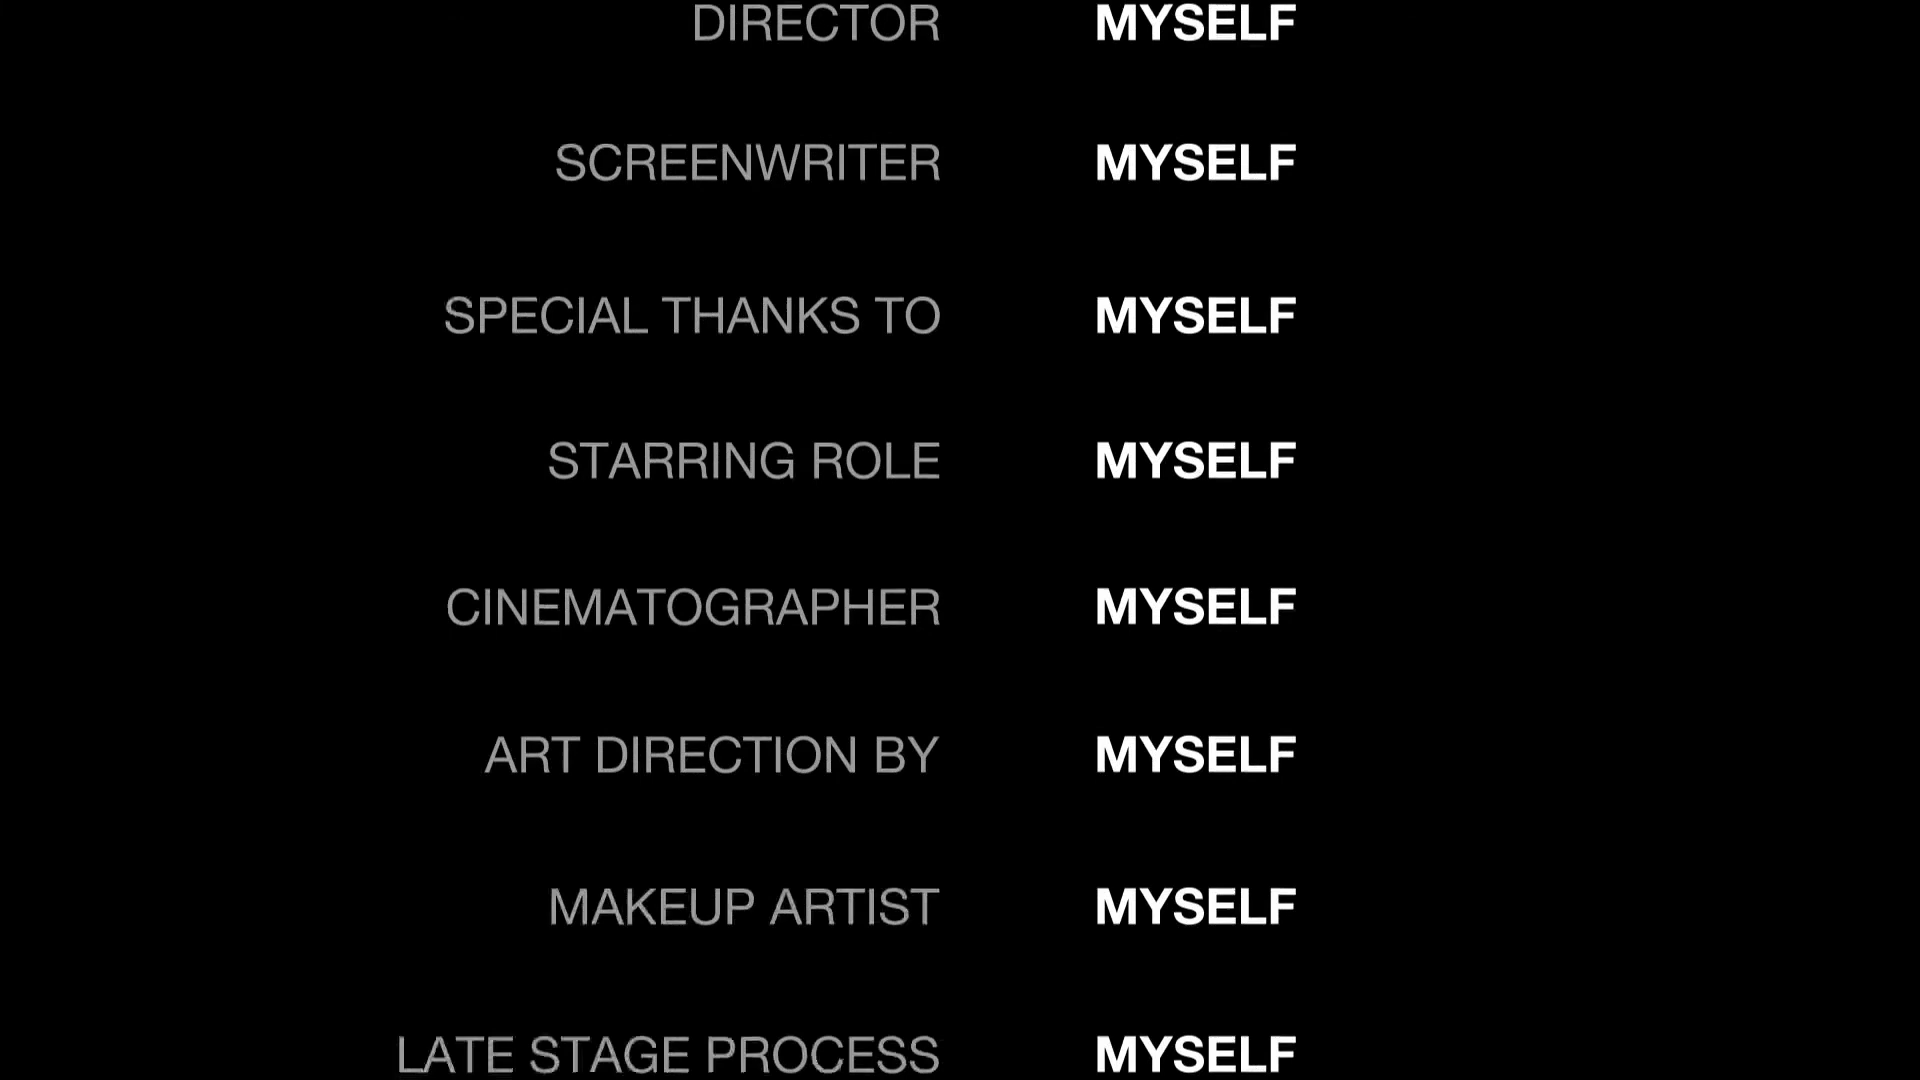 DIRECTOR MYSELF
SCREENWRITER MYSELF
SPECIAL THANKS TO MYSELF
STARRING ROLE MYSELF
CINEMATOGRAPHER MYSELF
ART DIRECTION BY MYSELF
MAKEUP ARTIST MYSELF
LATE STAGE PROCESS MYSELF